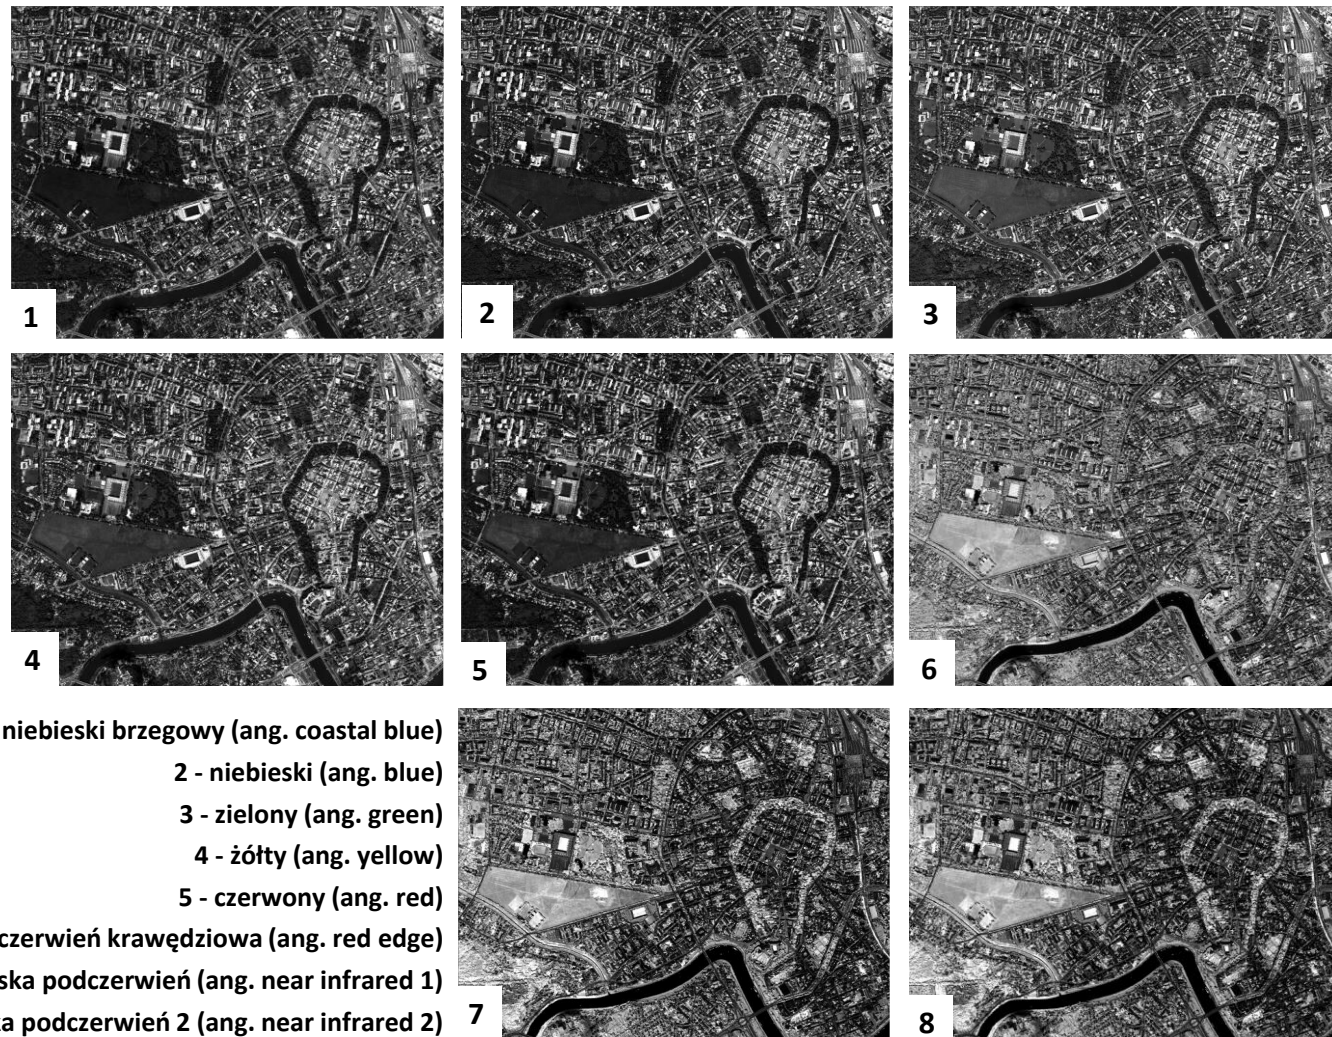 1
2
3
4
5
6
niebieski brzegowy (ang. coastal blue)
2 - niebieski (ang. blue)
3 - zielony (ang. green)
4 - żółty (ang. yellow)
5 - czerwony (ang. red)
czerwień krawędziowa (ang. red edge)
podczerwień (ang. near infrared 1)
podczerwień 2 (ang. near infrared 2)
7
8